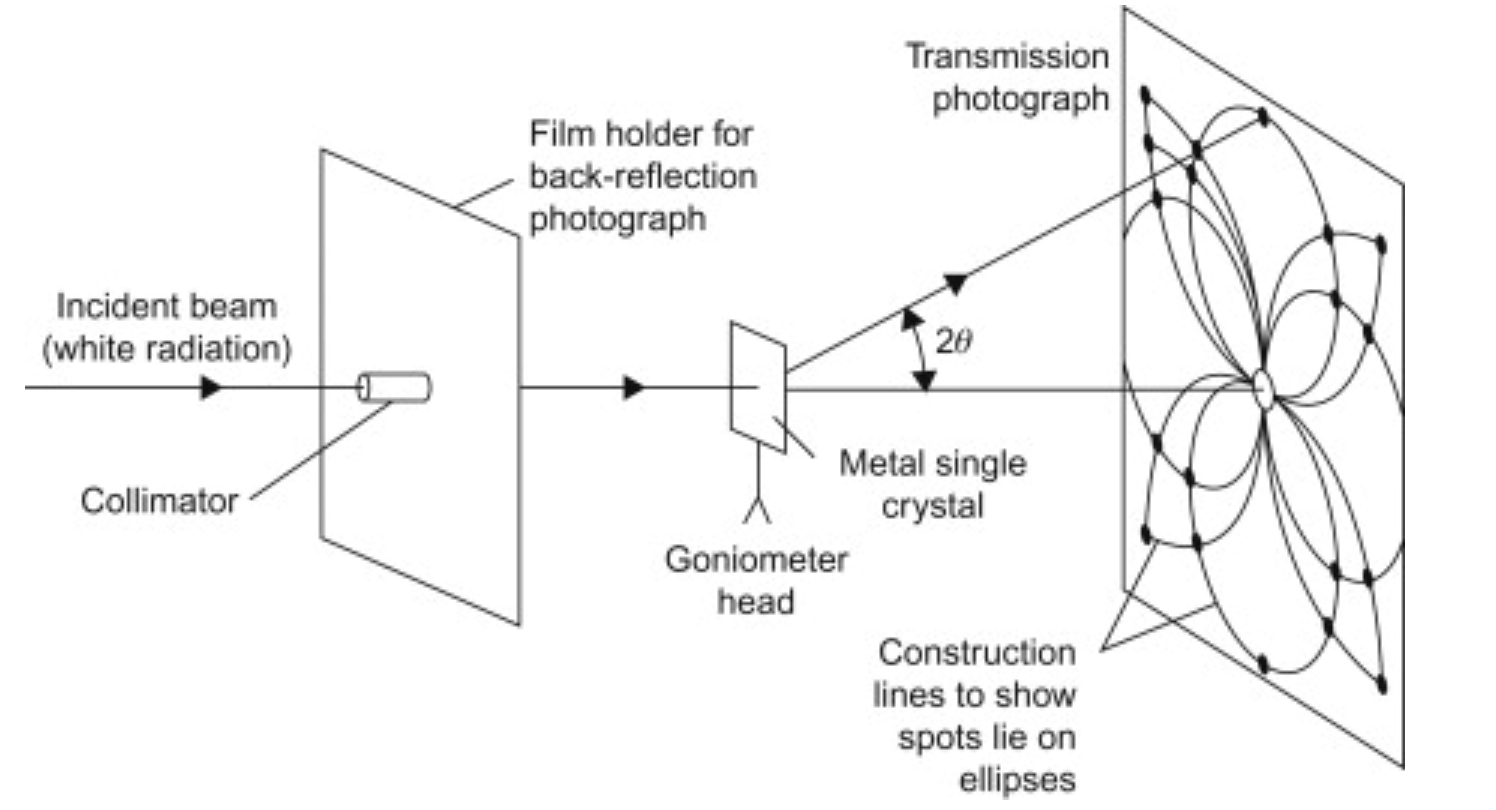 Transmission
photograph
Film holder for
back-reflection
photograph
Incident beam
(white radiation)
2θ
Collimator
Metal single
crystal
Goniometer
head
Construction
lines to show
spots lie on
ellipses